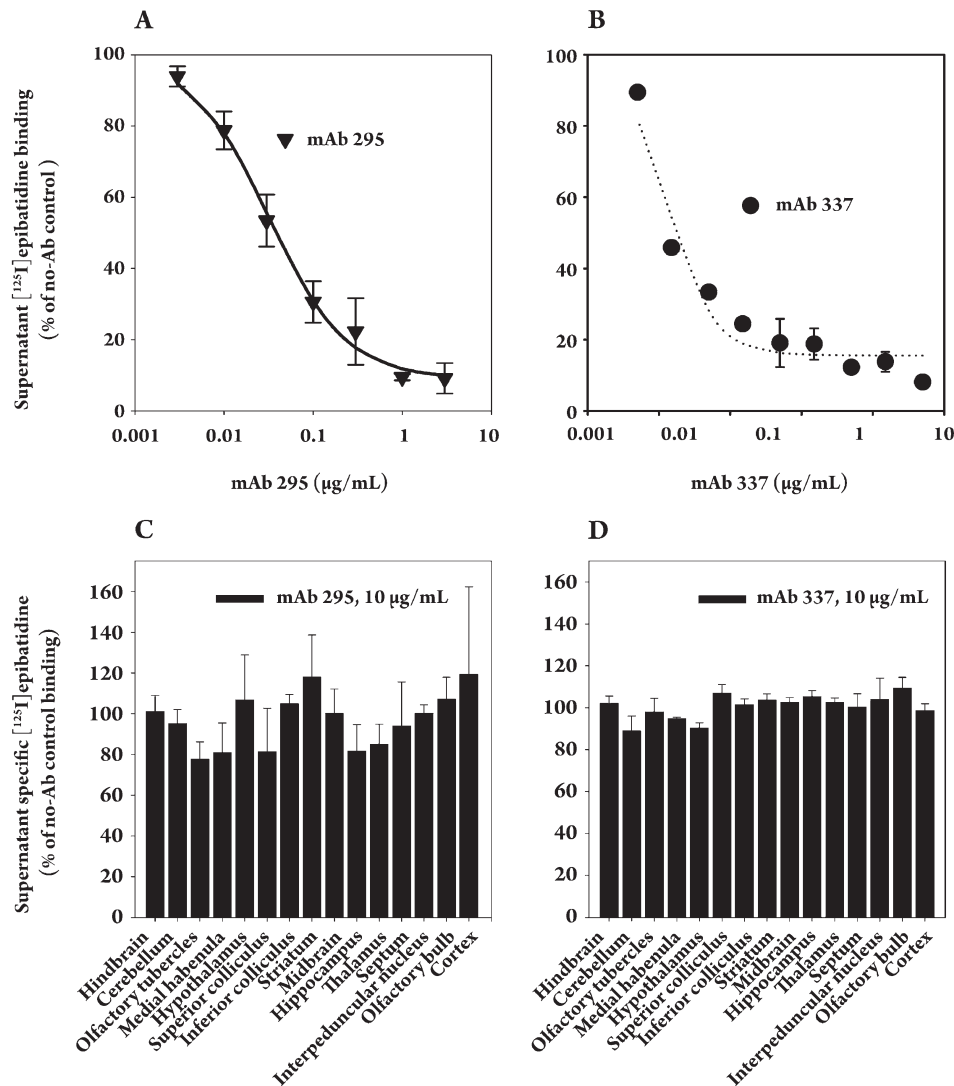 A
Supernatant [¹²⁵I]epibatidine binding
(% of no-Ab control )
100
80
60
40
20
0
mAb 295
0.001
0.01
0.1
1
10
mAb 295 (µg/mL)
B
100
80
60
40
20
0
mAb 337
0.001
0.01
0.1
1
10
mAb 337 (µg/mL)
C
Supernatant specific [¹²⁵I]epibatidine
(% of no-Ab control binding)
160
140
120
100
80
60
40
20
0
mAb 295, 10 µg/mL
Hindbrain
Cerebellum
Olfactory tubercles
Medial habenula
Hypothalamus
Superior colliculus
Inferior colliculus
Striatum
Midbrain
Hippocampus
Thalamus
Septum
Interpeduncular nucleus
Olfactory bulb
Cortex
D
160
140
120
100
80
60
40
20
0
mAb 337, 10 µg/mL
Hindbrain
Cerebellum
Olfactory tubercles
Medial habenula
Hypothalamus
Superior colliculus
Inferior colliculus
Striatum
Midbrain
Hippocampus
Thalamus
Septum
Interpeduncular nucleus
Olfactory bulb
Cortex